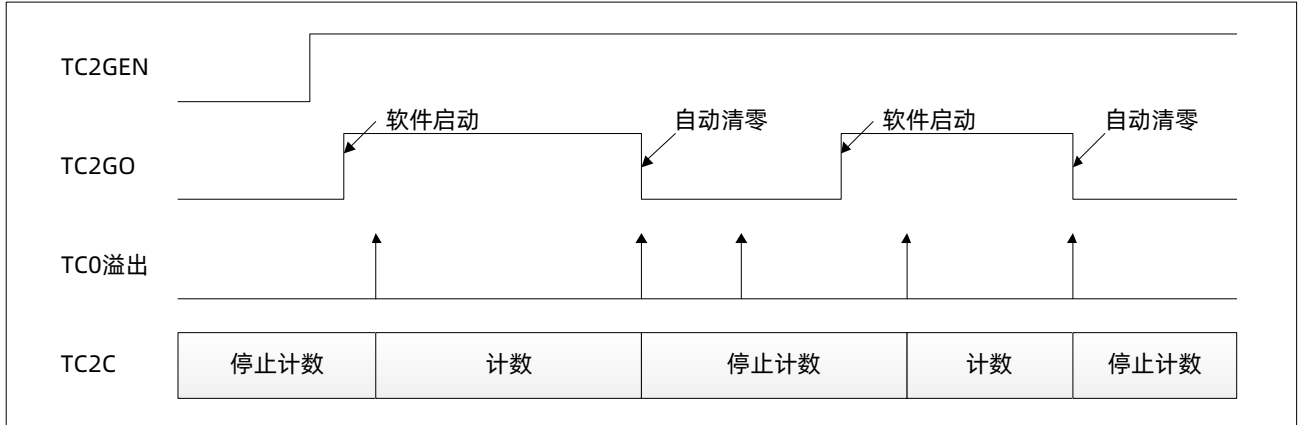 TC2GEN
软件启动 自动清零 软件启动 自动清零
TC2GO
TC0溢出
TC2C 停止计数 计数 停止计数 计数 停止计数